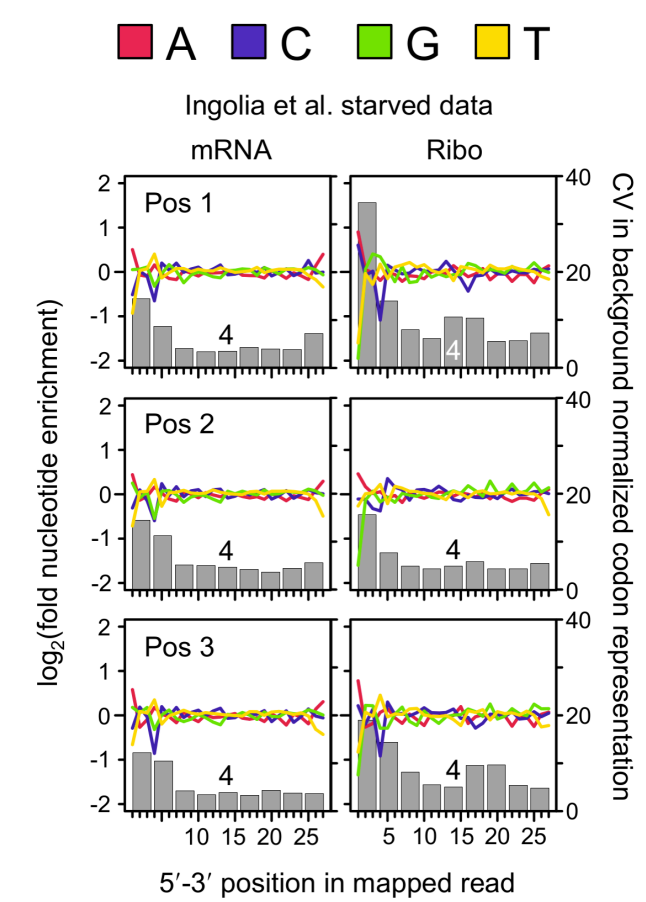 A C G T
Ingolia et al. starved data
mRNA Ribo
2 Pos 1 40
1
0 20
-1 4
-2 4 0
2 Pos 2 40
1
0 20
-1 4 4
-2 0
2 Pos 3 40
1
0 20
-1 4 4
-2 0
10 15 20 25 5 10 15 20 25
5′-3′ position in mapped read
log2(fold nucleotide enrichment)
CV in background normalized codon representation